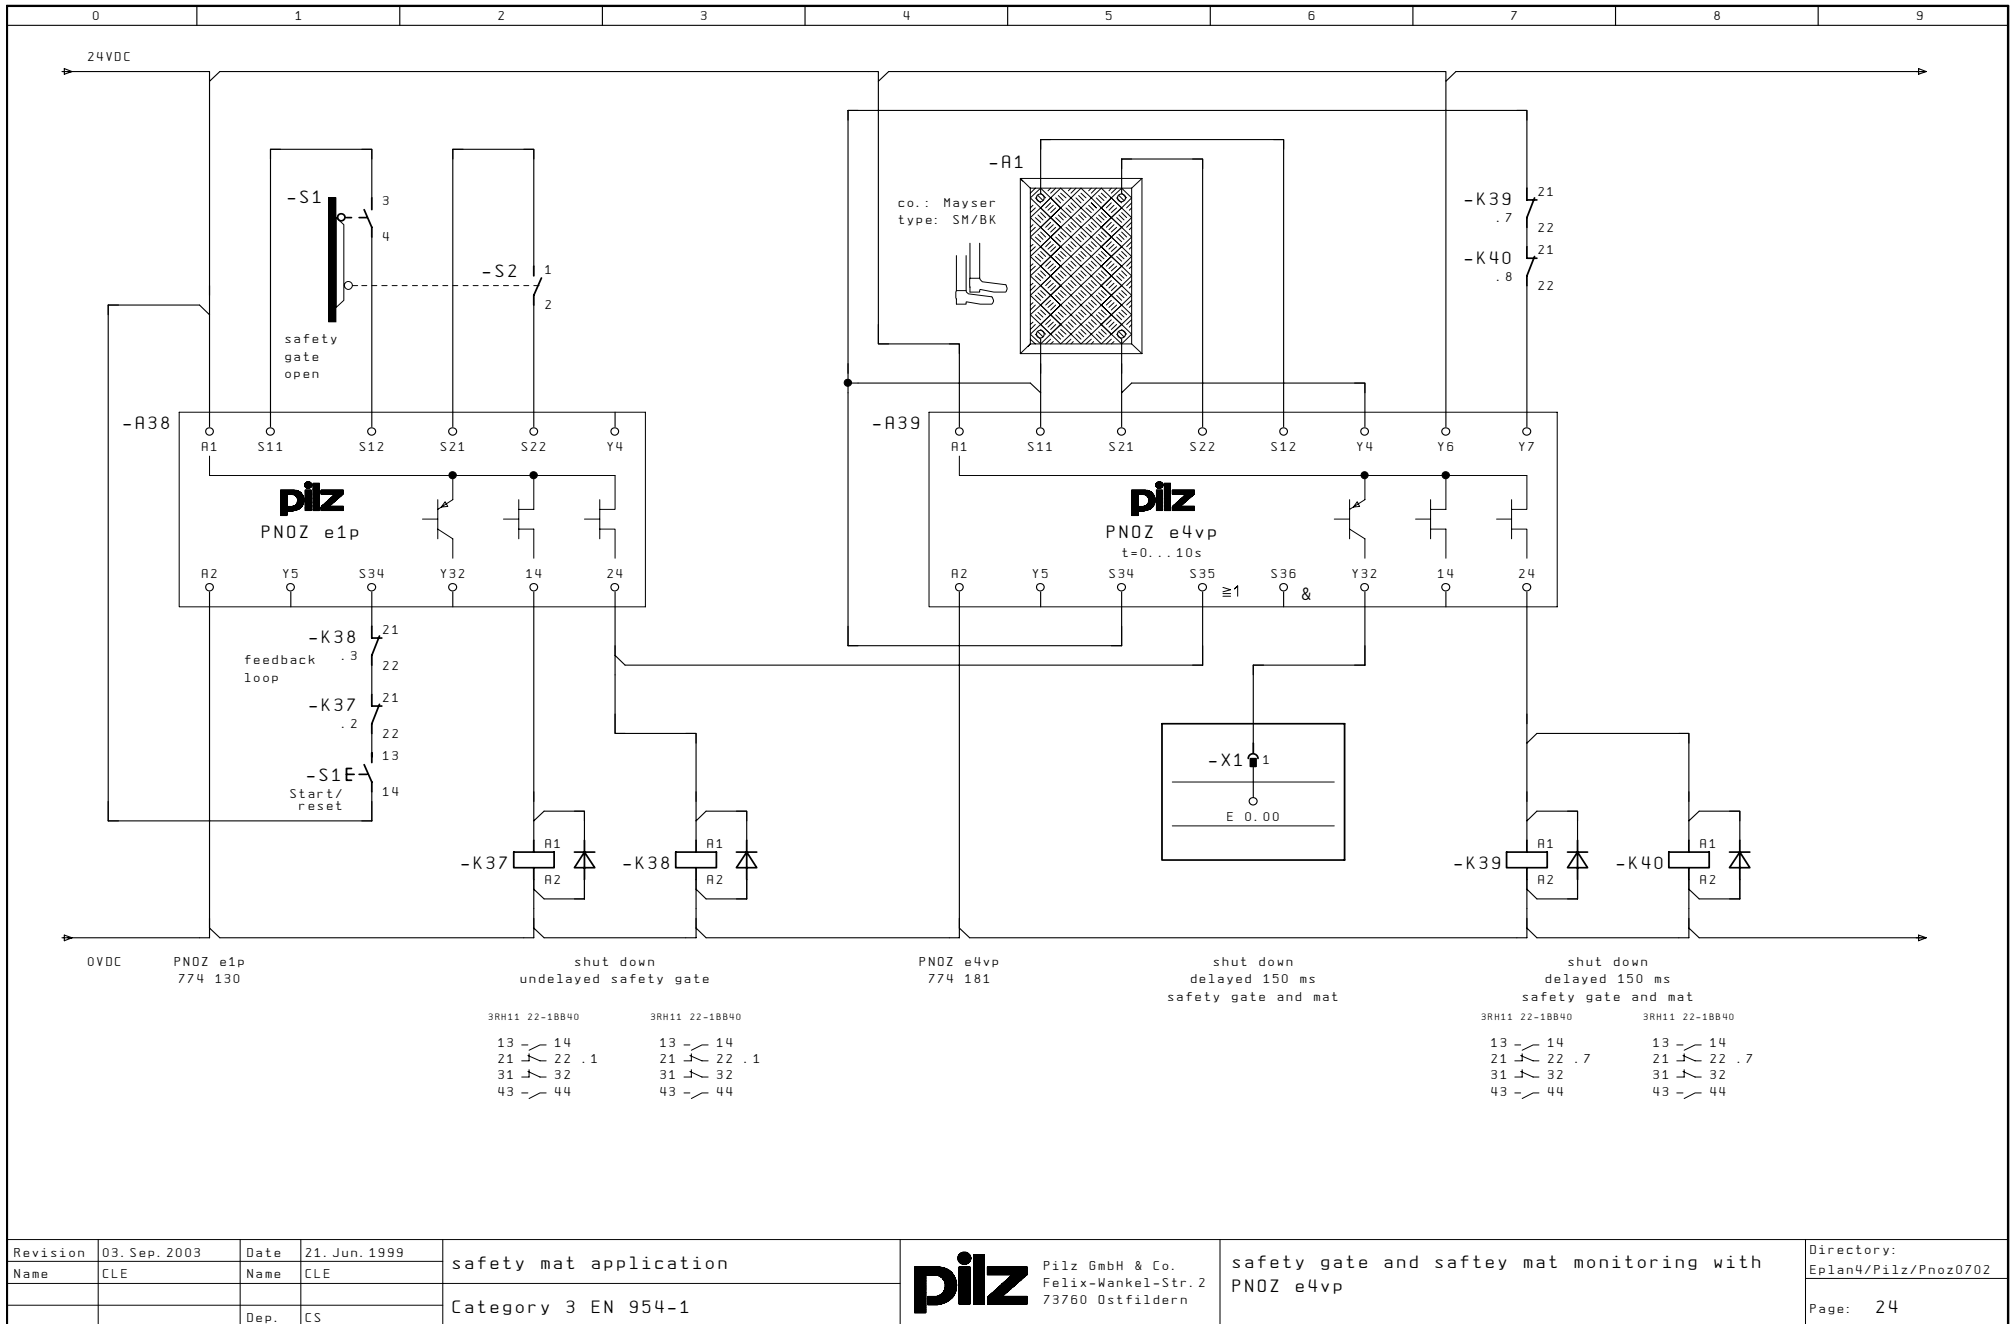 0 1 2 3 4 5 6 7 8 9
24VDC
-S1
3
4
-S2
1
2
safety
gate
open
-A1
co.: Mayser
type: SM/BK
-K39
.7
21
22
-K40
.8
21
22
-A38
A1 S11 S12 S21 S22 Y4
pilz
PNOZ e1p
A2 Y5 S34 Y32 14 24
-A39
A1 S11 S21 S22 S12 Y4 Y6 Y7
pilz
PNOZ e4vp
t=0...10s
A2 Y5 S34 S35 ≧1 S36 & Y32 14 24
-K38
.3
21
22
feedback
loop
-K37
.2
21
22
-S1E
13
14
Start/
reset
-X1 1
E 0.00
-K37 A1
A2
-K38 A1
A2
-K39 A1
A2
-K40 A1
A2
0VDC
PNOZ e1p
774 130
shut down
undelayed safety gate
PNOZ e4vp
774 181
shut down
delayed 150 ms
safety gate and mat
shut down
delayed 150 ms
safety gate and mat
3RH11 22-1BB40
13 14
21 22 .1
31 32
43 44
3RH11 22-1BB40
13 14
21 22 .1
31 32
43 44
3RH11 22-1BB40
13 14
21 22 .7
31 32
43 44
3RH11 22-1BB40
13 14
21 22 .7
31 32
43 44
Revision 03.Sep.2003 Date 21.Jun.1999
Name CLE Name CLE
Dep. CS
safety mat application
Category 3 EN 954-1
pilz
Pilz GmbH & Co.
Felix-Wankel-Str.2
73760 Ostfildern
safety gate and saftey mat monitoring with
PNOZ e4vp
Directory:
Eplan4/Pilz/Pnoz0702
Page: 24